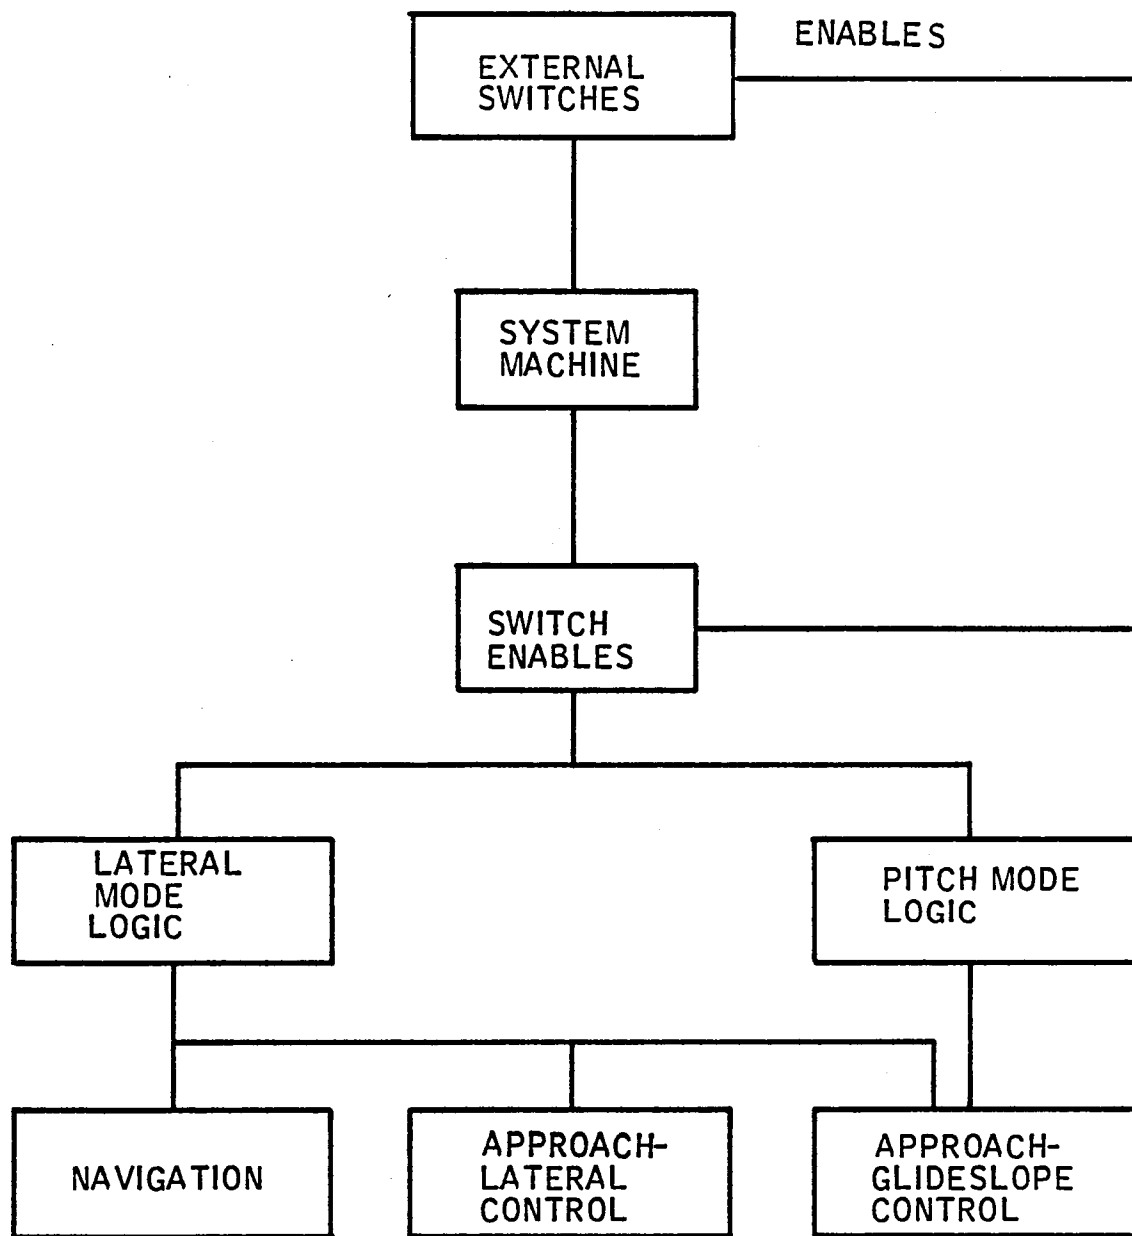 ENABLES
EXTERNAL
SWITCHES
SYSTEM
MACHINE
SWITCH
ENABLES
LATERAL
MODE
LOGIC
PITCH MODE
LOGIC
NAVIGATION
APPROACH-
LATERAL
CONTROL
APPROACH-
GLIDESLOPE
CONTROL